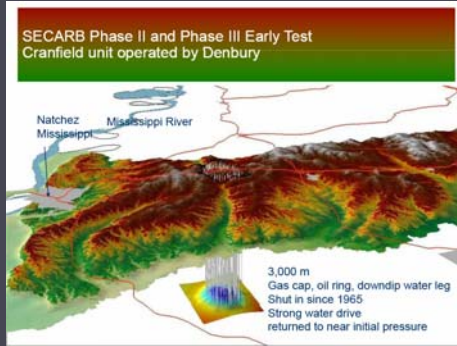 SECARB Phase II and Phase III Early Test
Cranfield unit operated by Denbury
Natchez
Mississippi
Mississippi River
3,000 m
Gas cap, oil ring, downdip water leg
Shut in since 1965
Strong water drive
returned to near initial pressure